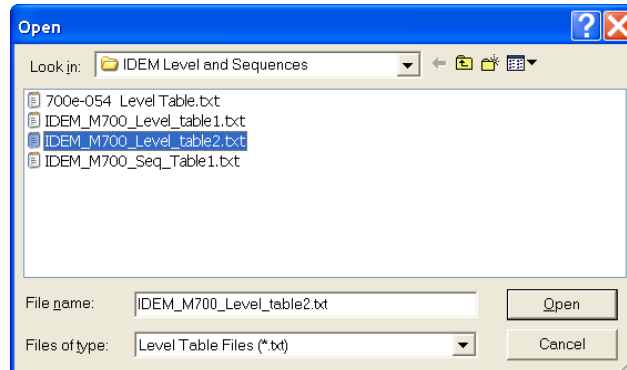 Open
Look in: IDEM Level and Sequences
700e-054 Level Table.txt
IDEM_M700_Level_table1.txt
IDEM_M700_Level_table2.txt
IDEM_M700_Seq_Table1.txt
File name: IDEM_M700_Level_table2.txt Open
Files of type: Level Table Files (*.txt) Cancel